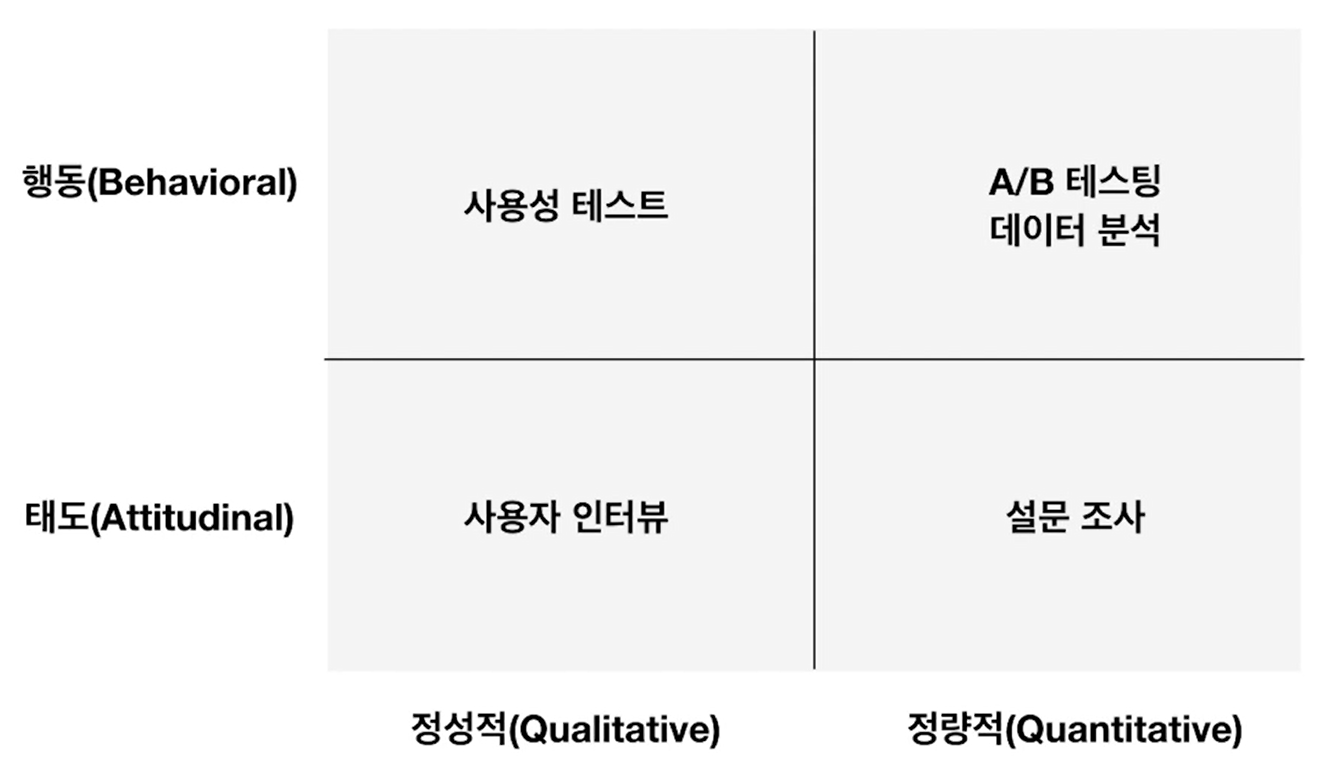 행동(Behavioral)
사용성 테스트
A/B 테스팅
데이터 분석
태도(Attitudinal)
사용자 인터뷰
설문 조사
정성적(Qualitative)
정량적(Quantitative)